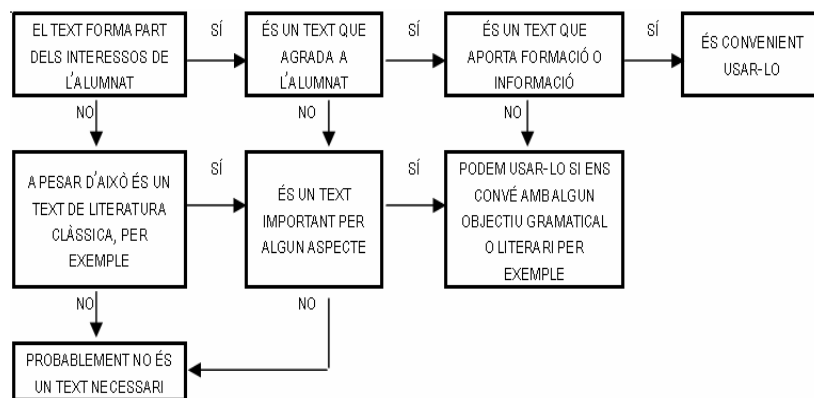 EL TEXT FORMA PART
DELS INTERESSOS DE
L'ALUMNAT
SÍ
ÉS UN TEXT QUE
AGRADA A
L'ALUMNAT
SÍ
ÉS UN TEXT QUE
APORTA FORMACIÓ O
INFORMACIÓ
SÍ
ÉS CONVENIENT
USAR-LO
NO
NO
NO
A PESAR D'AIXÒ ÉS UN
TEXT DE LITERATURA
CLÀSSICA, PER
EXEMPLE
SÍ
ÉS UN TEXT
IMPORTANT PER
ALGUN ASPECTE
SÍ
PODEM USAR-LO SI ENS
CONVÉ AMB ALGUN
OBJECTIU GRAMATICAL
O LITERARI PER
EXEMPLE
NO
NO
PROBABLEMENT NO ÉS
UN TEXT NECESSARI